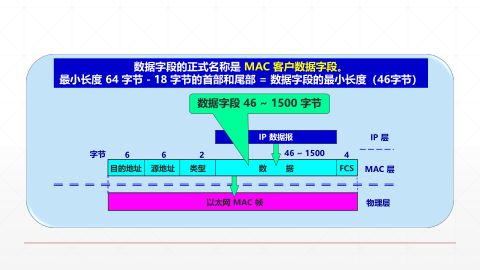 数据字段的正式名称是 MAC 客户数据字段。
最小长度 64 字节 - 18 字节的首部和尾部 = 数据字段的最小长度（46字节）
数据字段 46 ~ 1500 字节
IP 数据报
IP 层
字节
6
6
2
46 ~ 1500
4
目的地址
源地址
类型
数 据
FCS
MAC 层
以太网 MAC 帧
物理层